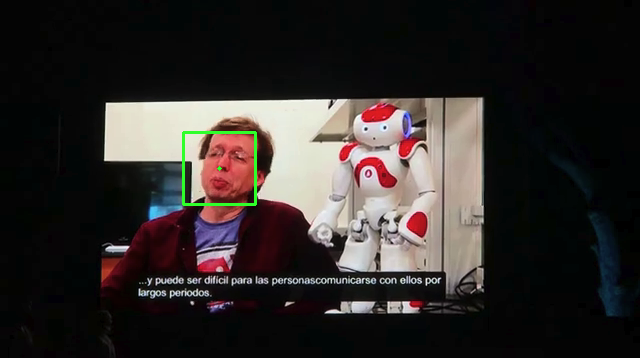 ...y puede ser difícil para las personascomunicarse con ellos por
largos periodos.